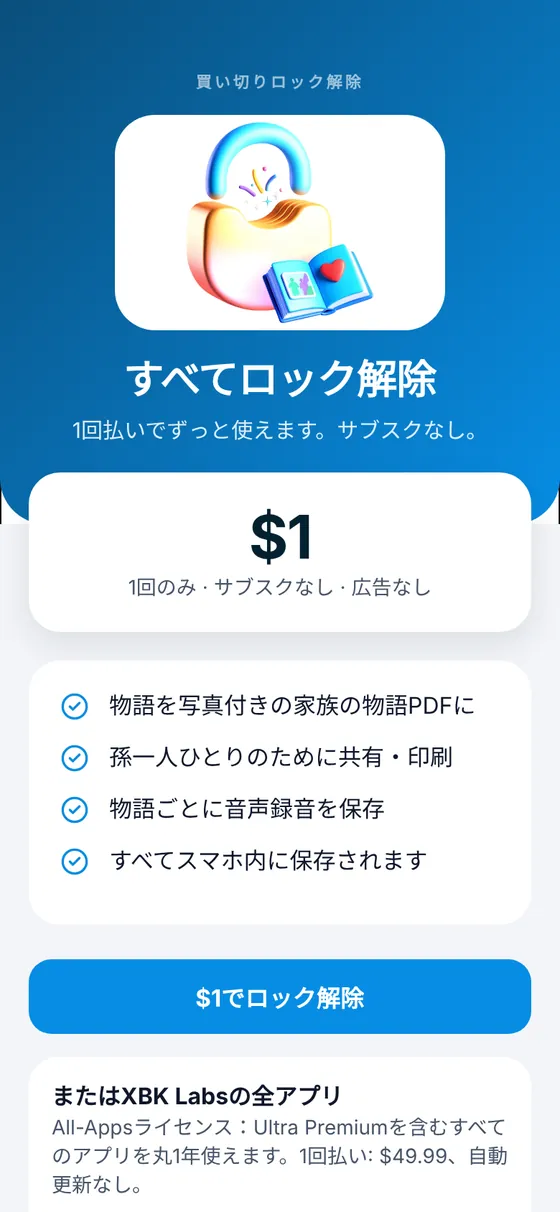 買い切りロック解除
すべてロック解除
1回払いでずっと使えます。サブスクなし。
$1
1回のみ · サブスクなし · 広告なし
物語を写真付きの家族の物語PDFに
孫一人ひとりのために共有・印刷
物語ごとに音声録音を保存
すべてスマホ内に保存されます
$1でロック解除
またはXBK Labsの全アプリ
All-Appsライセンス：Ultra Premiumを含むすべて
のアプリを丸1年使えます。1回払い: $49.99、自動
更新なし。